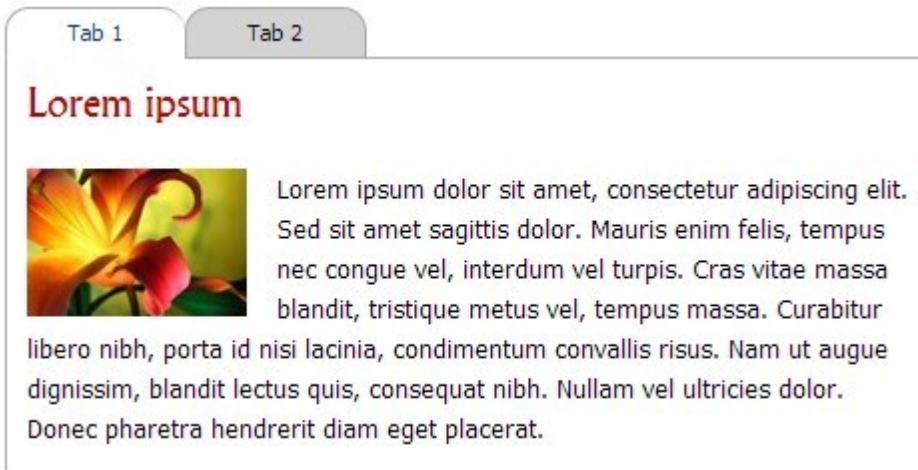 Tab 1 Tab 2
Lorem ipsum
Lorem ipsum dolor sit amet, consectetur adipiscing elit.
Sed sit amet sagittis dolor. Mauris enim felis, tempus
nec congue vel, interdum vel turpis. Cras vitae massa
blandit, tristique metus vel, tempus massa. Curabitur
libero nibh, porta id nisi lacinia, condimentum convallis risus. Nam ut augue
dignissim, blandit lectus quis, consequat nibh. Nullam vel ultricies dolor.
Donec pharetra hendrerit diam eget placerat.